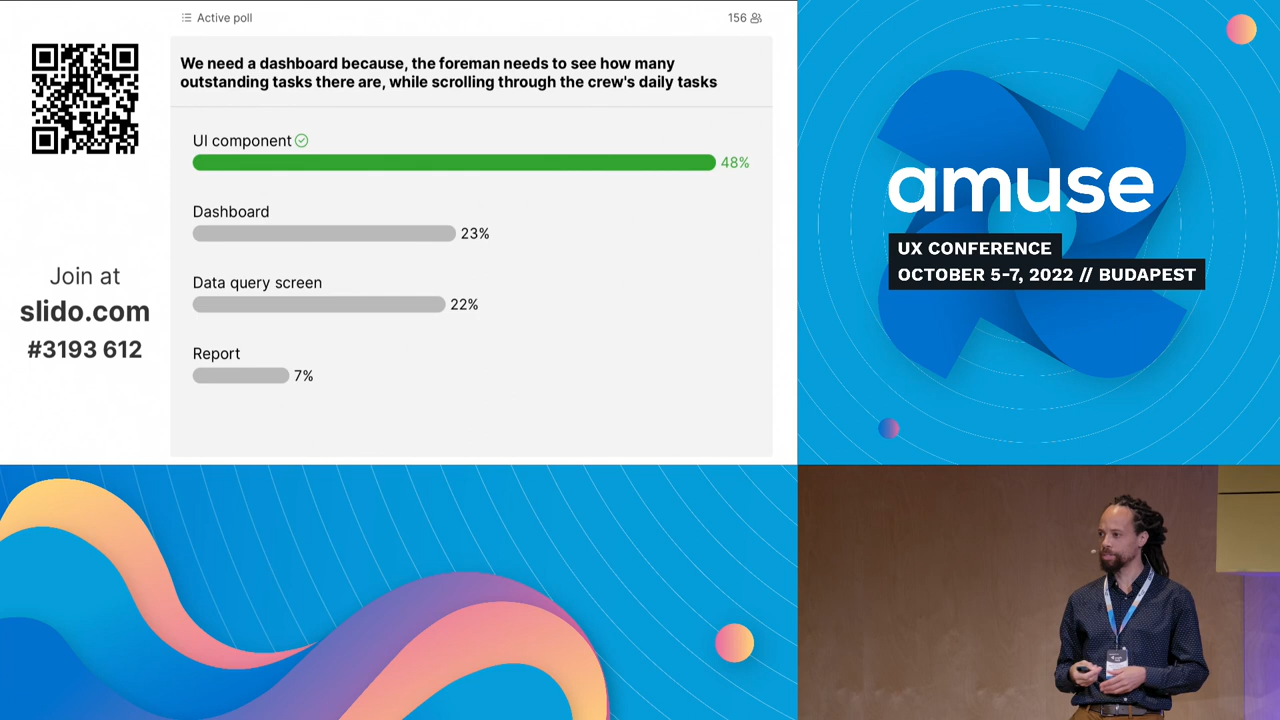 Active poll
156
We need a dashboard because, the foreman needs to see how many
outstanding tasks there are, while scrolling through the crew's daily tasks
UI component
48%
Dashboard
23%
Data query screen
22%
Report
7%
Join at
slido.com
#3193 612
amuse
UX CONFERENCE
OCTOBER 5-7, 2022 // BUDAPEST